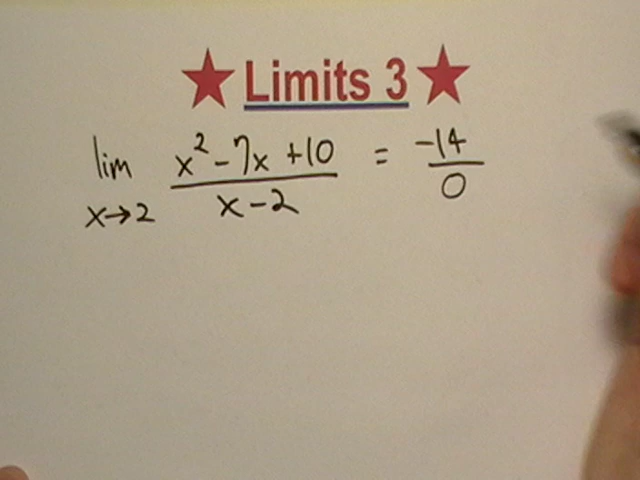 Limits 3
lim x→2 (x² - 7x + 10)/(x - 2) = -14/0